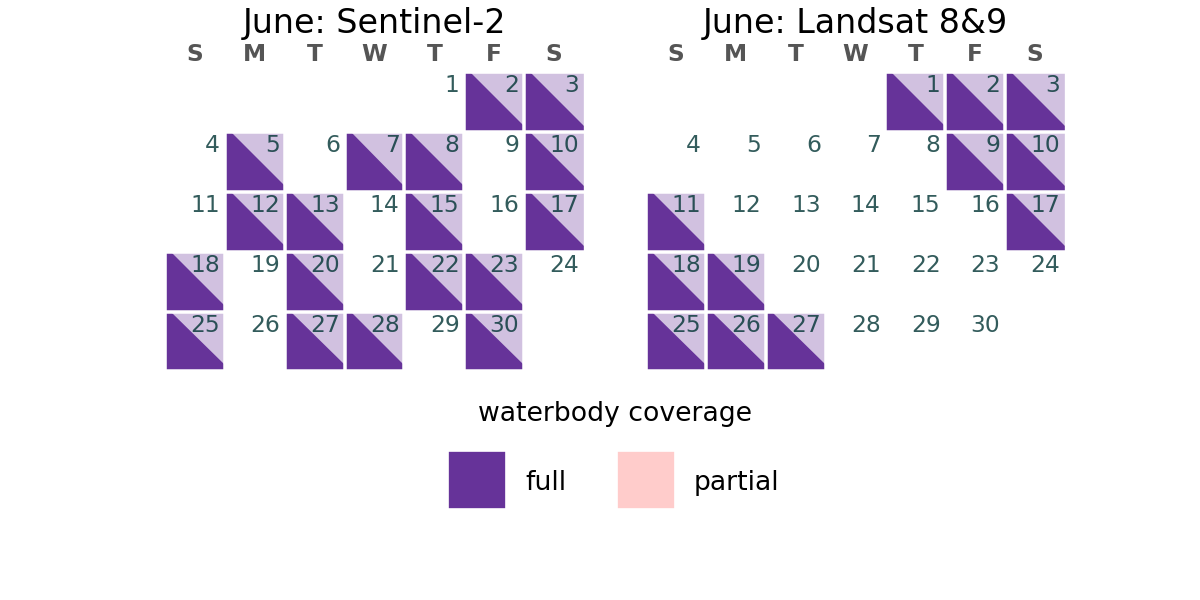 June: Sentinel-2
S M T W T F S
1 2 3
4 5 6 7 8 9 10
11 12 13 14 15 16 17
18 19 20 21 22 23 24
25 26 27 28 29 30
June: Landsat 8&9
S M T W T F S
1 2 3
4 5 6 7 8 9 10
11 12 13 14 15 16 17
18 19 20 21 22 23 24
25 26 27 28 29 30
waterbody coverage
full partial